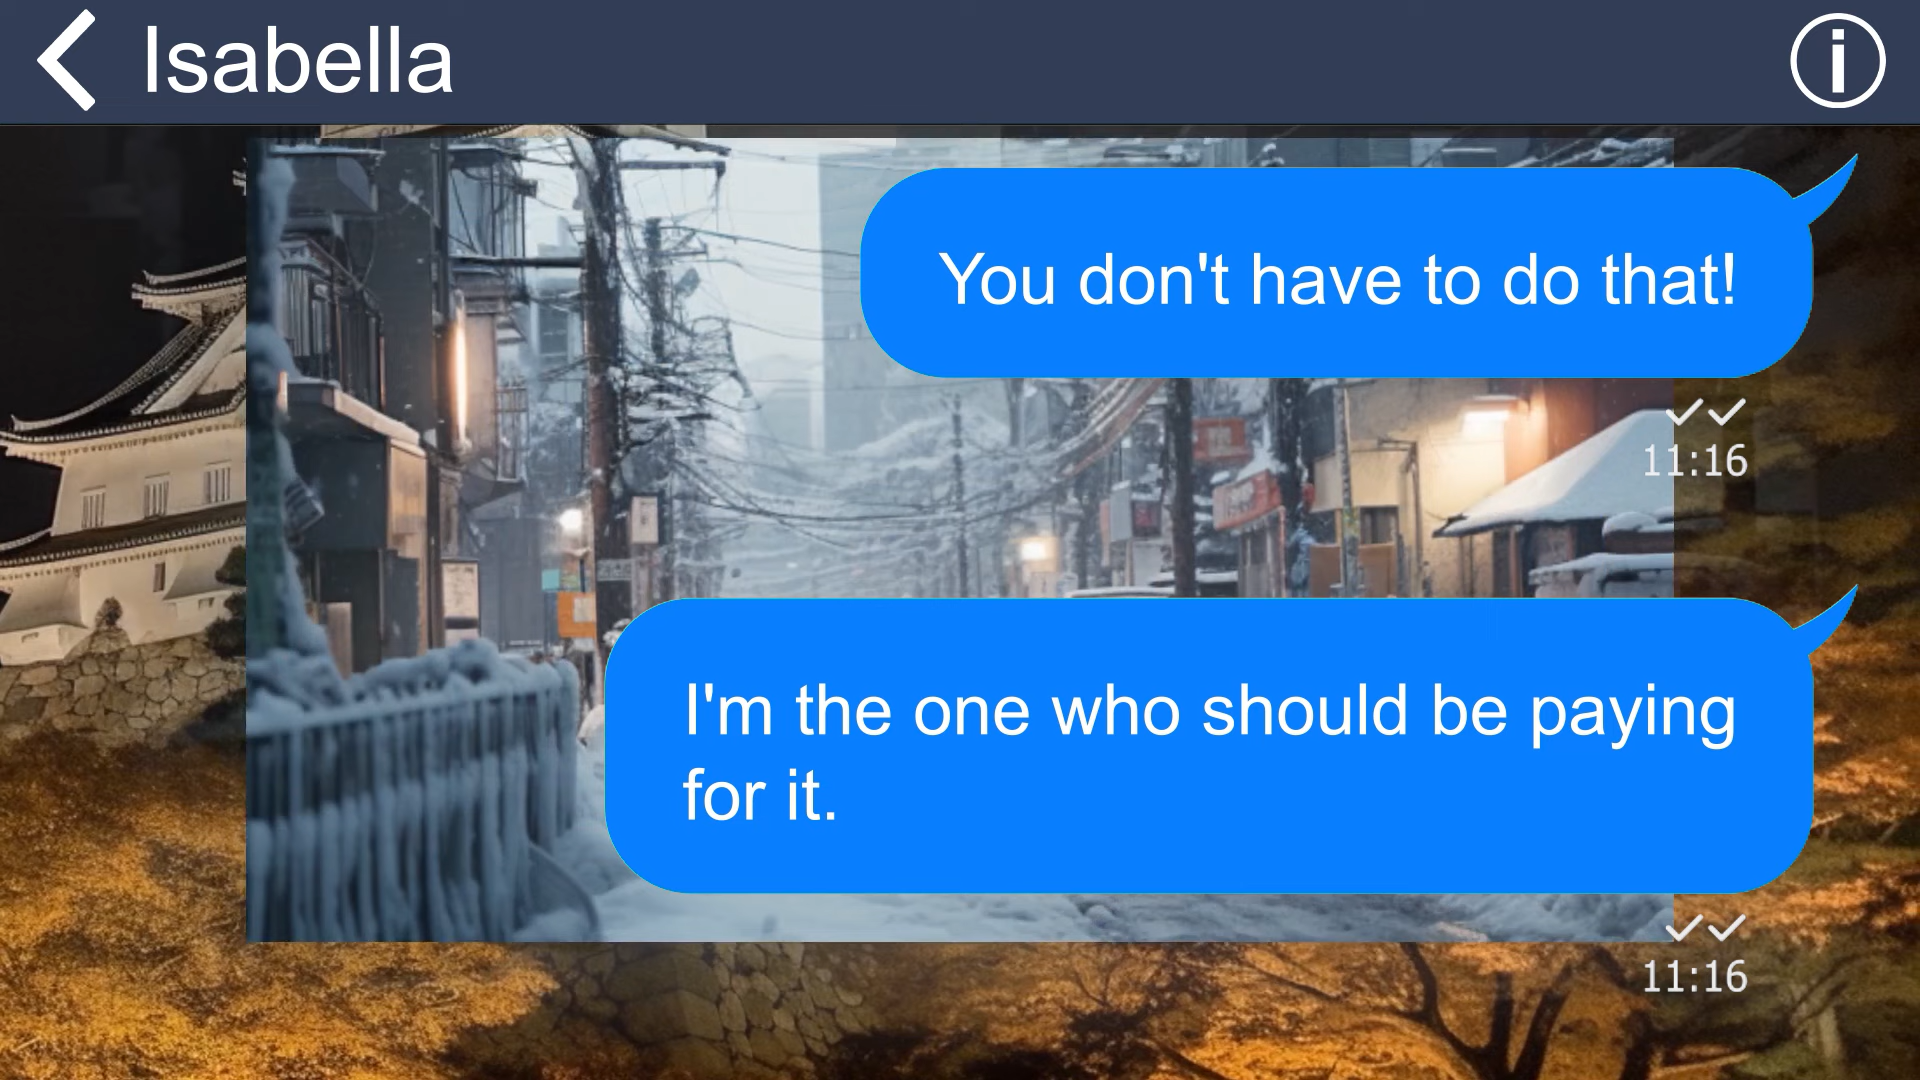 Isabella
You don't have to do that!
11:16
I'm the one who should be paying
for it.
11:16